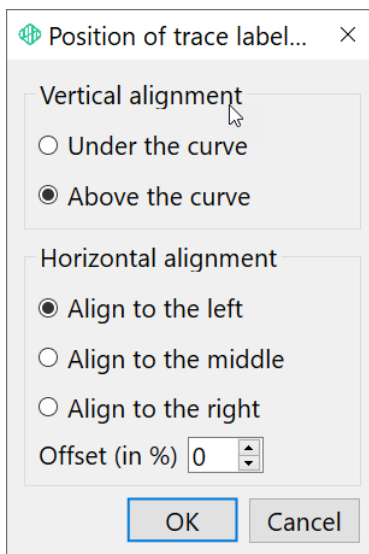 Position of trace label...
Vertical alignment
Under the curve
Above the curve
Horizontal alignment
Align to the left
Align to the middle
Align to the right
Offset (in %) 0
OK Cancel